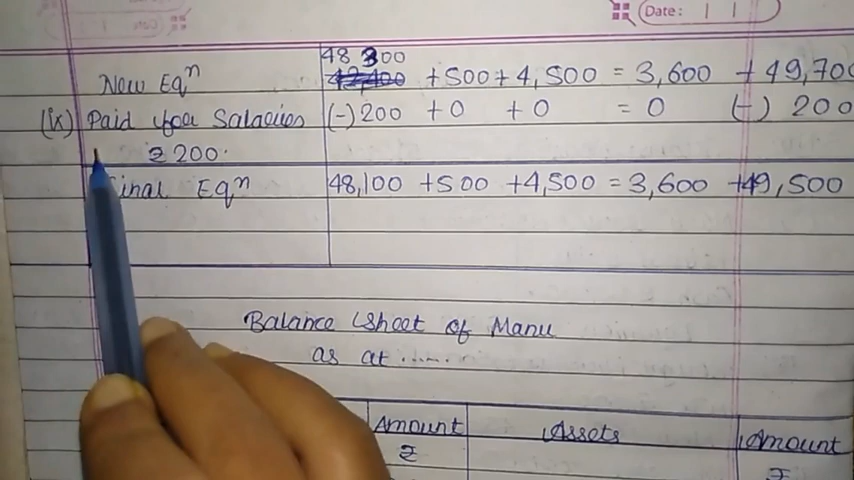 Date:
48 300
New Eqn 42,400 +500+4,500 = 3,600 + 49,700
(ix) Paid for Salaries (-)200 +0 +0 = 0 (-) 200
₹ 200.
Final Eqn 48,100 +500 +4,500 = 3,600 +49,500
Balance Sheet of Manu
as at ......
Amount Assets Amount
₹ ₹